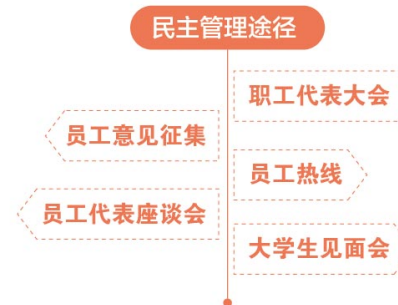 民主管理途径
职工代表大会
员工意见征集
员工热线
员工代表座谈会
大学生见面会